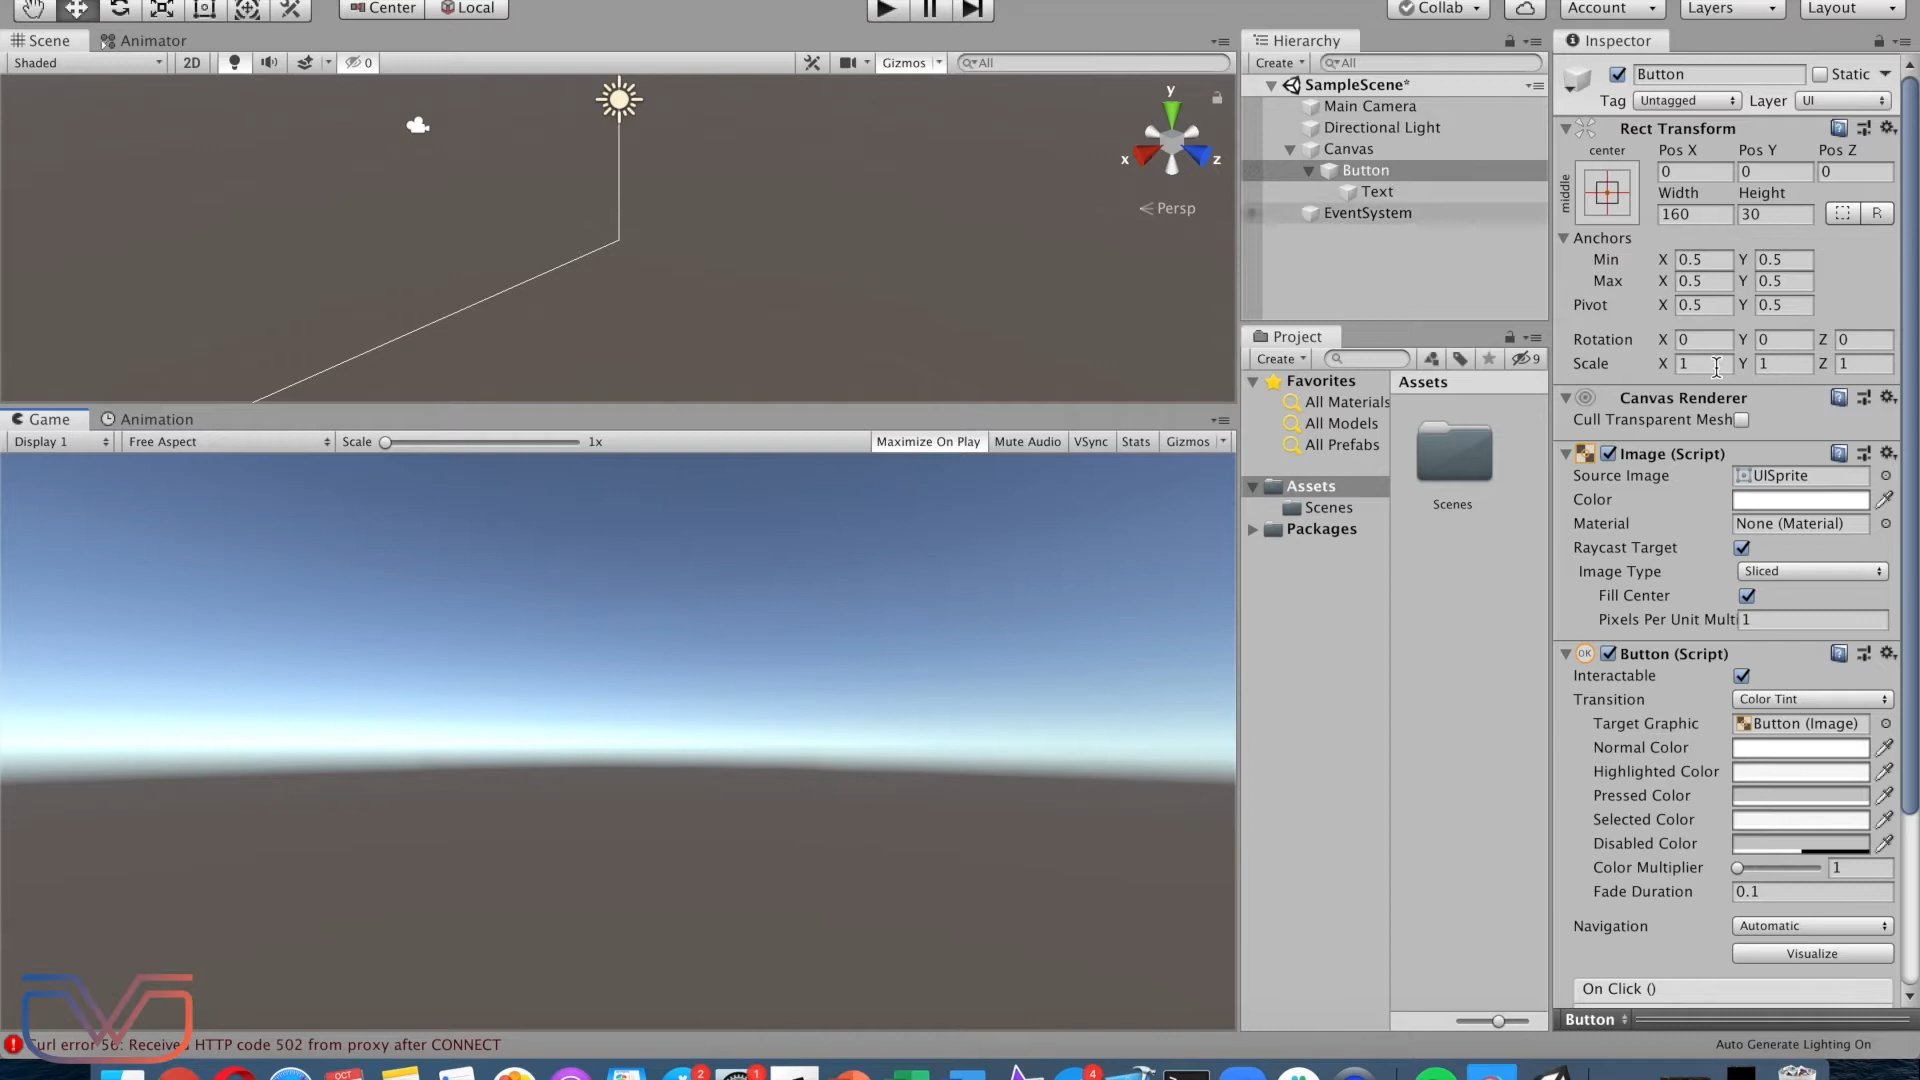 Center Local
Collab Account Layers Layout
Scene Animator
Shaded 2D 0 Gizmos All
y
x z
Persp
Hierarchy
Create All
SampleScene*
Main Camera
Directional Light
Canvas
Button
Text
EventSystem
Project
Create 9
Favorites
All Materials
All Models
All Prefabs
Assets
Scenes
Packages
Assets
Scenes
Game Animation
Display 1 Free Aspect Scale 1x Maximize On Play Mute Audio VSync Stats Gizmos
Inspector
Button Static
Tag Untagged Layer UI
Rect Transform
center Pos X Pos Y Pos Z
middle 0 0 0
Width Height
160 30 R
Anchors
Min X 0.5 Y 0.5
Max X 0.5 Y 0.5
Pivot X 0.5 Y 0.5
Rotation X 0 Y 0 Z 0
Scale X 1 Y 1 Z 1
Canvas Renderer
Cull Transparent Mesh
Image (Script)
Source Image UISprite
Color
Material None (Material)
Raycast Target
Image Type Sliced
Fill Center
Pixels Per Unit Multi 1
OK Button (Script)
Interactable
Transition Color Tint
Target Graphic Button (Image)
Normal Color
Highlighted Color
Pressed Color
Selected Color
Disabled Color
Color Multiplier 1
Fade Duration 0.1
Navigation Automatic
Visualize
On Click ()
Button
error 56: Received HTTP code 502 from proxy after CONNECT
Auto Generate Lighting On
OCT 2 1 4